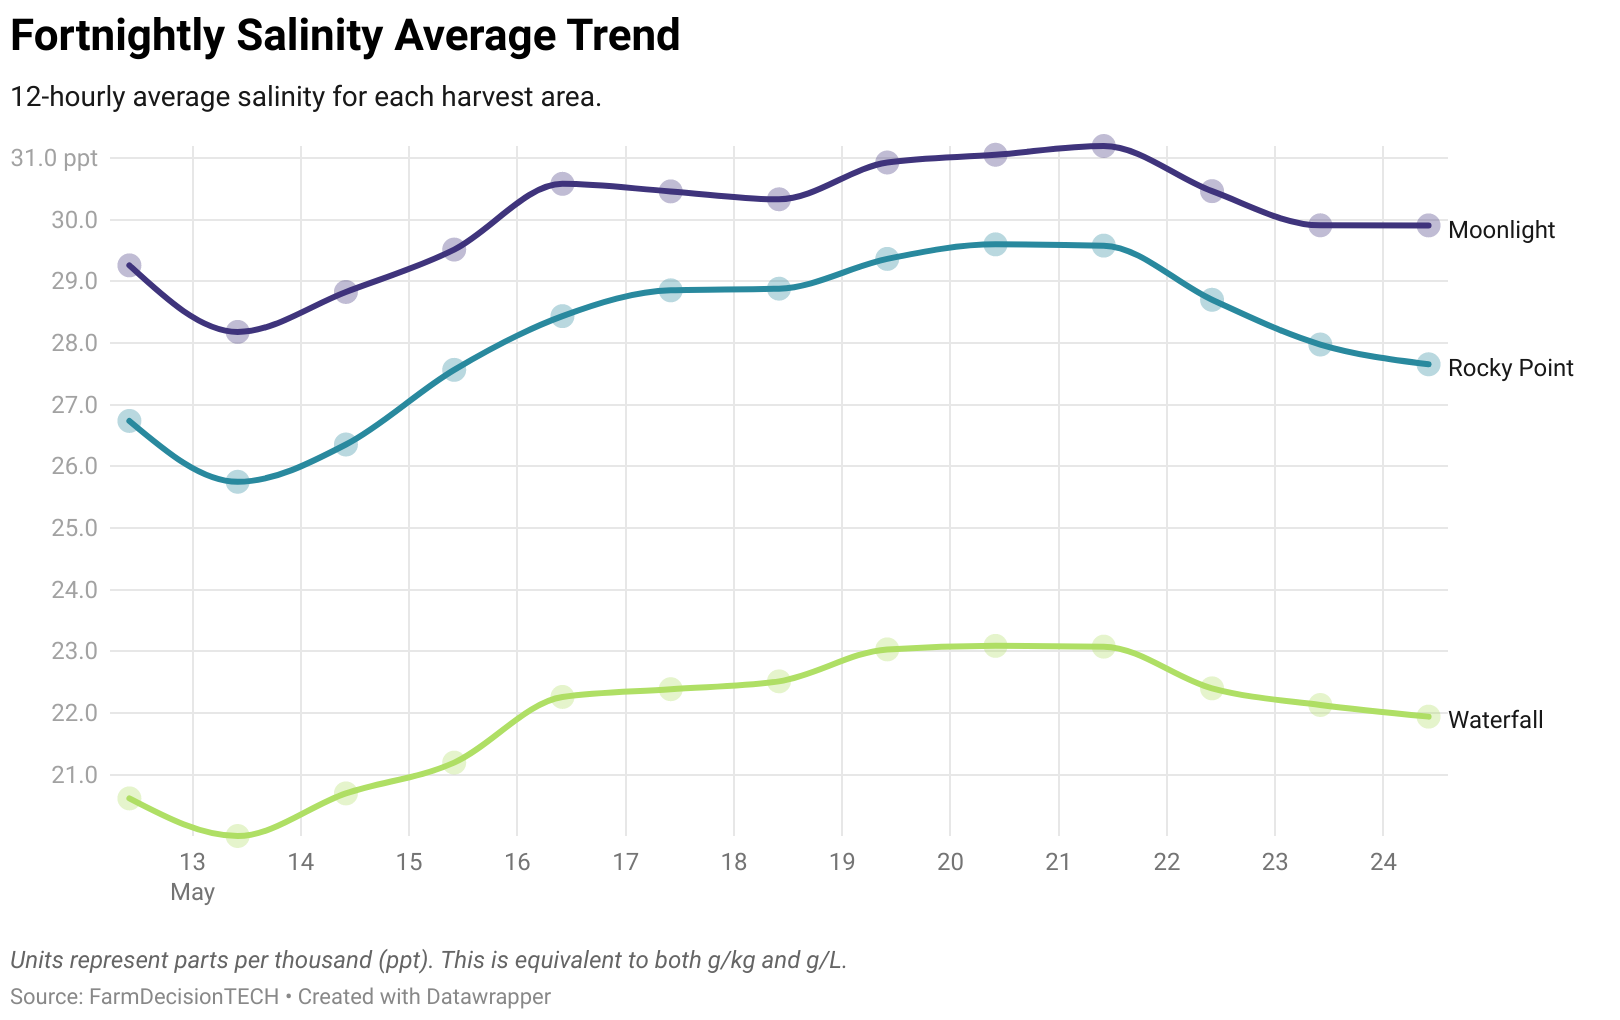 Fortnightly Salinity Average Trend
12-hourly average salinity for each harvest area.
31.0 ppt
30.0
Moonlight
29.0
28.0
Rocky Point
27.0
26.0
25.0
24.0
23.0
22.0
Waterfall
21.0
13 14 15 16 17 18 19 20 21 22 23 24
May
Units represent parts per thousand (ppt). This is equivalent to both g/kg and g/L.
Source: FarmDecisionTECH • Created with Datawrapper